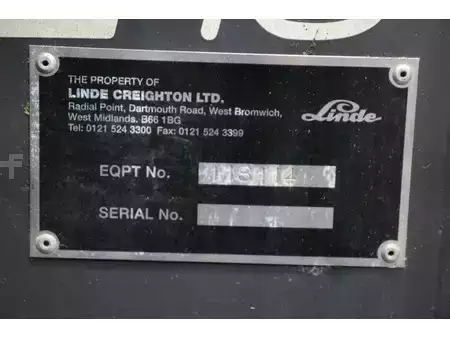 THE PROPERTY OF
LINDE CREIGHTON LTD.
Radial Point, Dartmouth Road, West Bromwich,
West Midlands. B66 1BG
Tel: 0121 524 3300 Fax: 0121 524 3399
Linde
EQPT No.
SERIAL No.